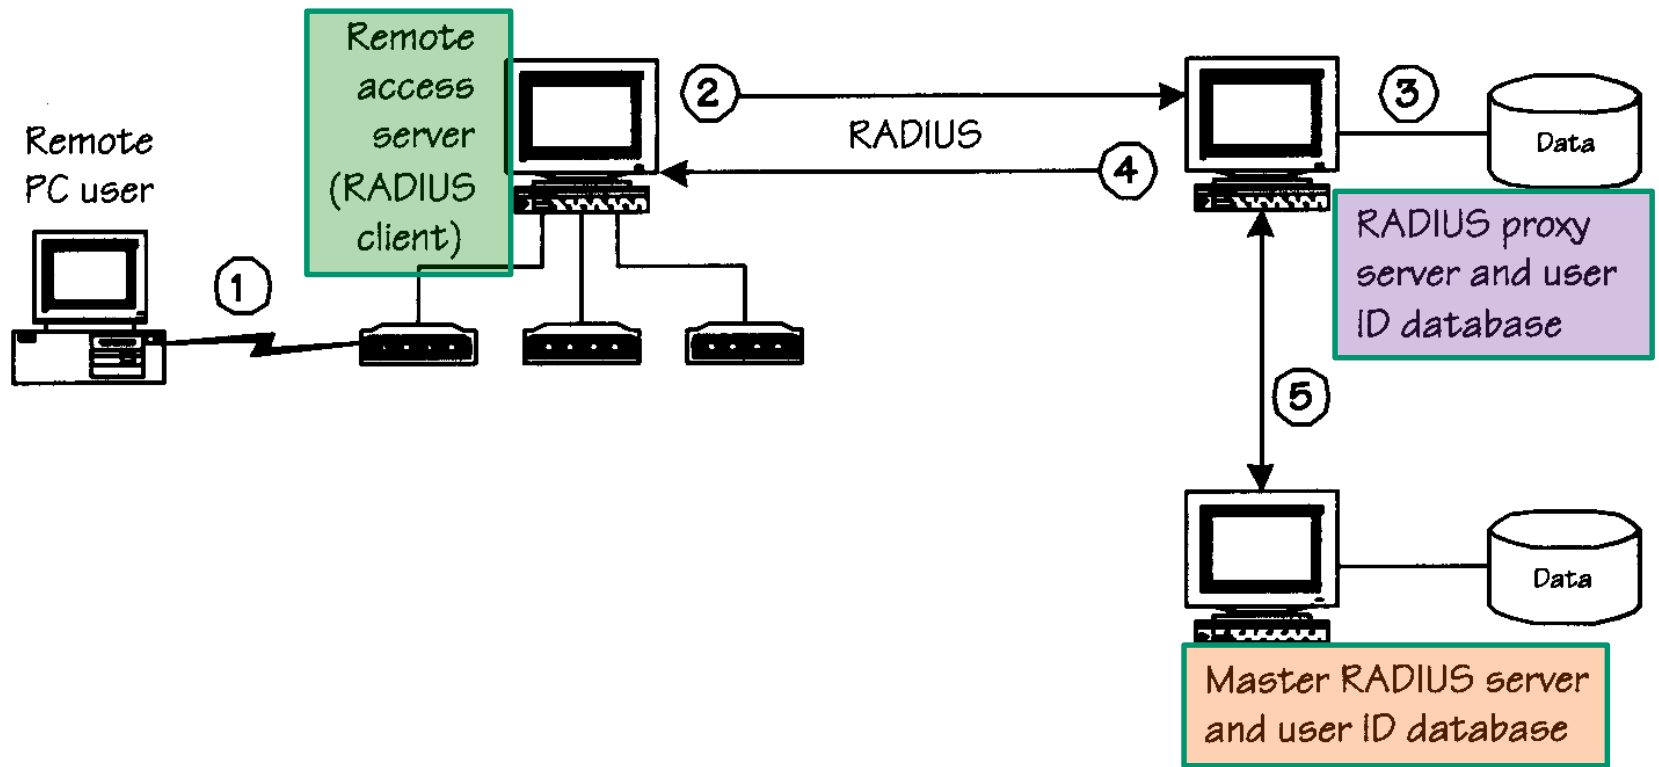 Remote
PC user
1
Remote
access
server
(RADIUS
client)
2
RADIUS
4
3
Data
RADIUS proxy
server and user
ID database
5
Data
Master RADIUS server
and user ID database